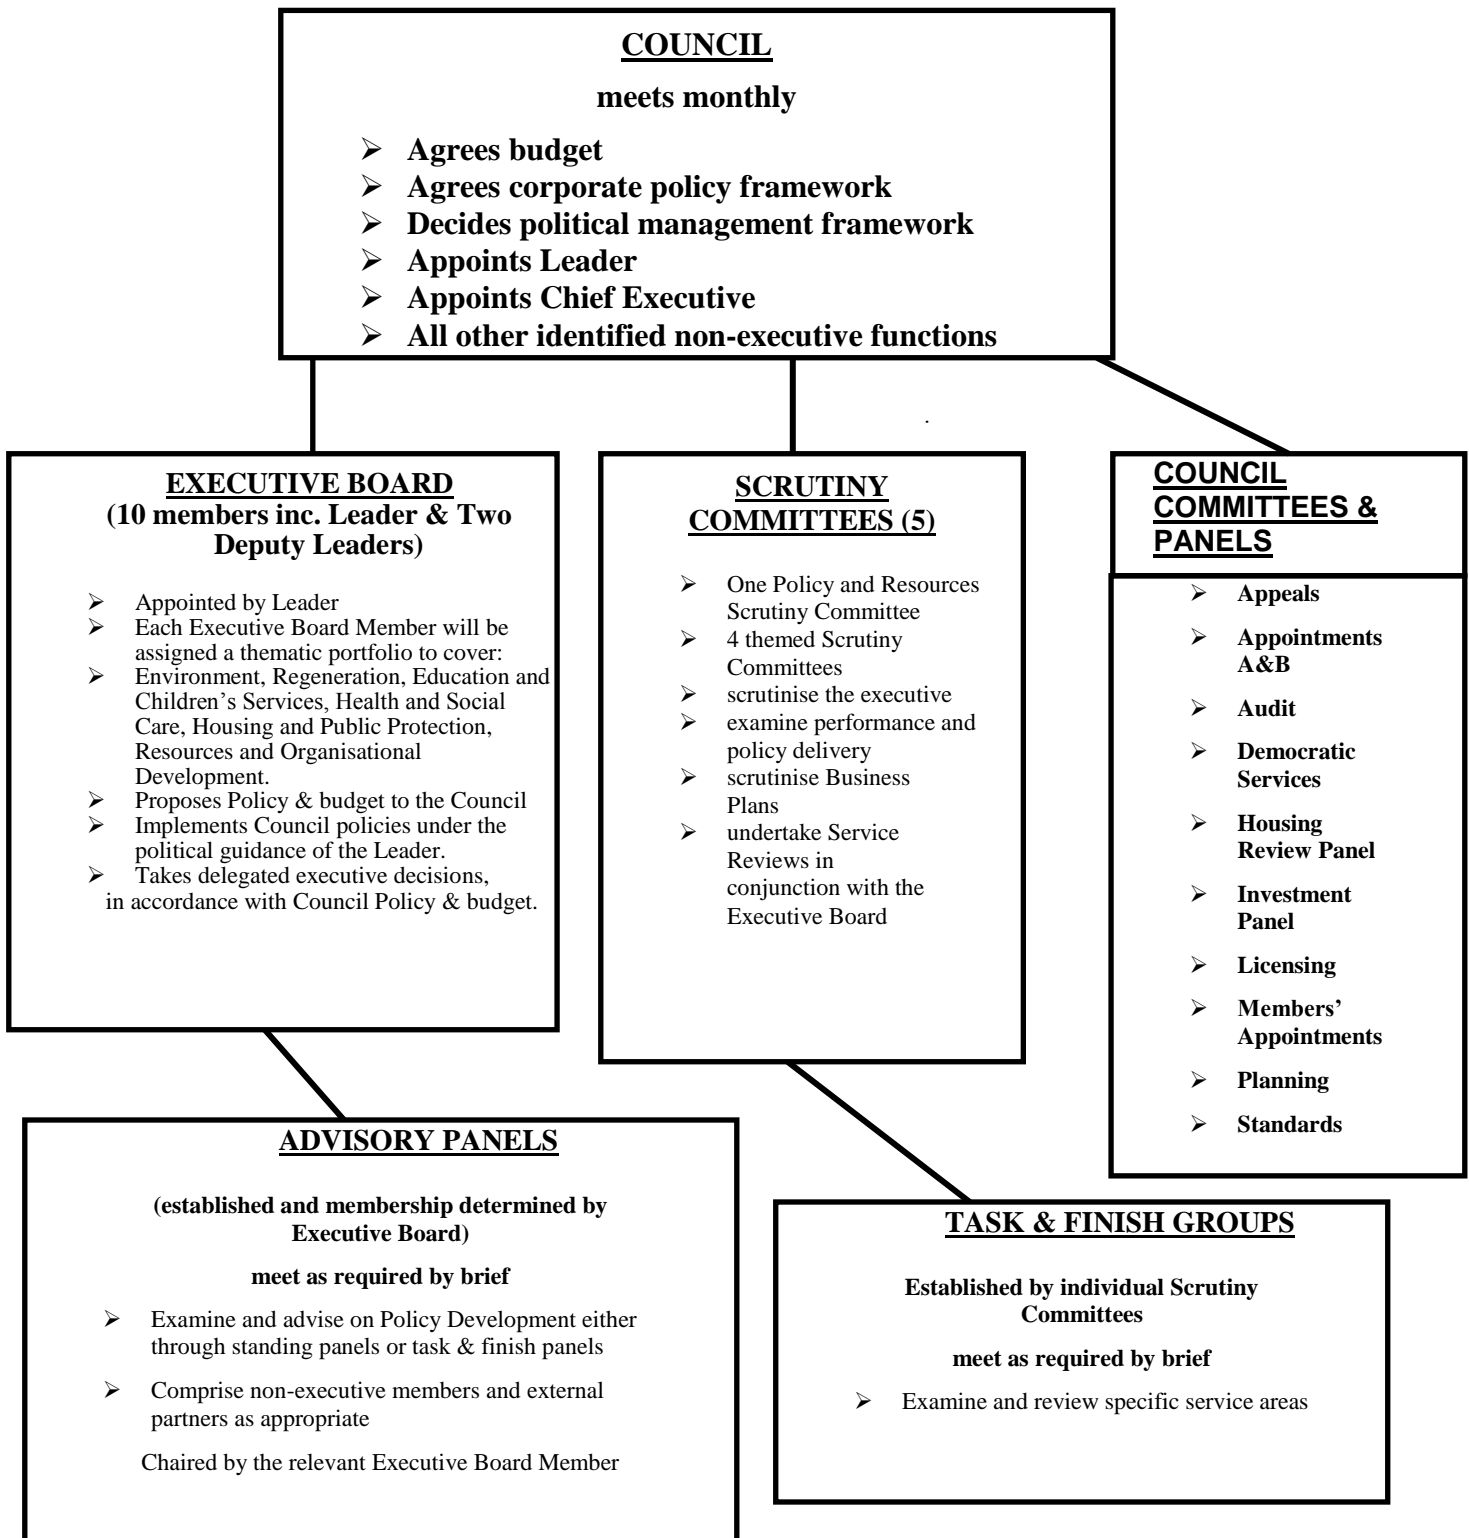 COUNCIL
meets monthly
➢ Agrees budget
➢ Agrees corporate policy framework
➢ Decides political management framework
➢ Appoints Leader
➢ Appoints Chief Executive
➢ All other identified non-executive functions
.
EXECUTIVE BOARD
(10 members inc. Leader & Two
Deputy Leaders)
➢ Appointed by Leader
➢ Each Executive Board Member will be
assigned a thematic portfolio to cover:
➢ Environment, Regeneration, Education and
Children’s Services, Health and Social
Care, Housing and Public Protection,
Resources and Organisational
Development.
➢ Proposes Policy & budget to the Council
➢ Implements Council policies under the
political guidance of the Leader.
➢ Takes delegated executive decisions,
in accordance with Council Policy & budget.
SCRUTINY
COMMITTEES (5)
➢ One Policy and Resources
Scrutiny Committee
➢ 4 themed Scrutiny
Committees
➢ scrutinise the executive
➢ examine performance and
policy delivery
➢ scrutinise Business
Plans
➢ undertake Service
Reviews in
conjunction with the
Executive Board
COUNCIL
COMMITTEES &
PANELS
➢ Appeals
➢ Appointments
A&B
➢ Audit
➢ Democratic
Services
➢ Housing
Review Panel
➢ Investment
Panel
➢ Licensing
➢ Members’
Appointments
➢ Planning
➢ Standards
ADVISORY PANELS
(established and membership determined by
Executive Board)
meet as required by brief
➢ Examine and advise on Policy Development either
through standing panels or task & finish panels
➢ Comprise non-executive members and external
partners as appropriate
Chaired by the relevant Executive Board Member
TASK & FINISH GROUPS
Established by individual Scrutiny
Committees
meet as required by brief
➢ Examine and review specific service areas